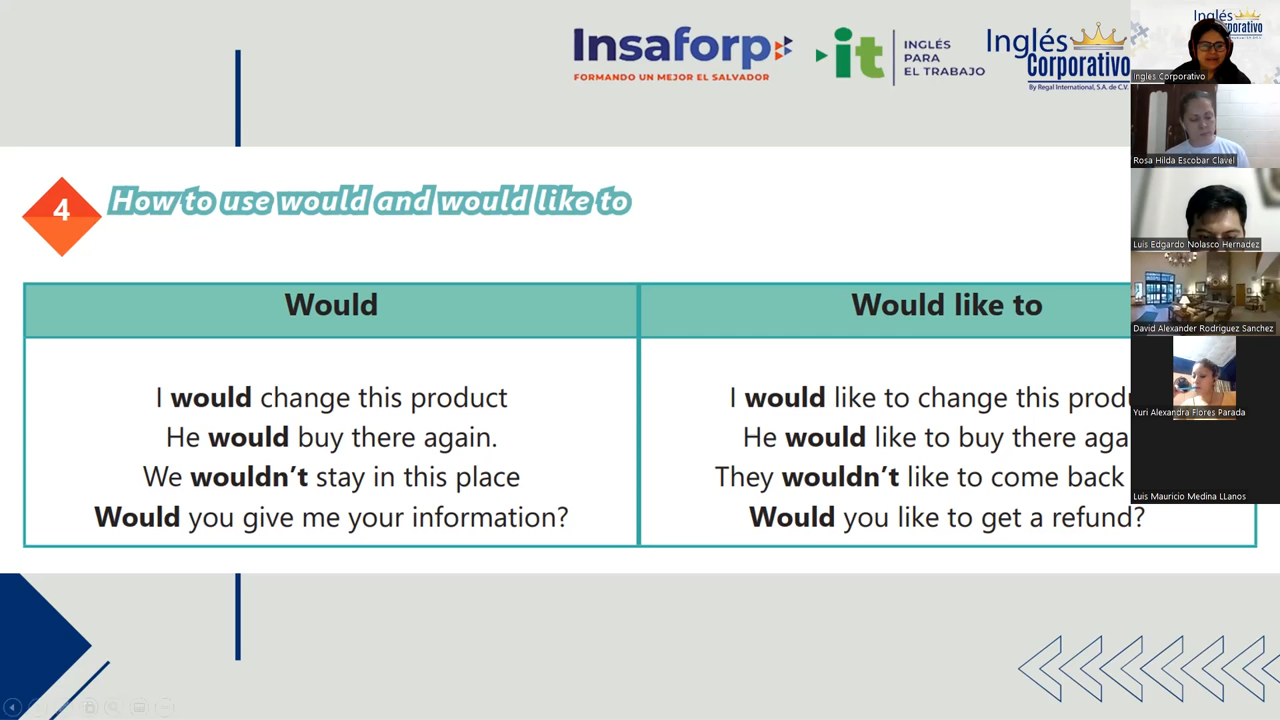 Insaforp
FORMANDO UN MEJOR EL SALVADOR
it
INGLÉS
PARA
EL TRABAJO
Inglés
Corporativo
By Regal International, S.A. de C.V.
4
How to use would and would like to
Would
Would like to
I would change this product
He would buy there again.
We wouldn't stay in this place
Would you give me your information?
I would like to change this produ
He would like to buy there aga
They wouldn't like to come back
Would you like to get a refund?
Inglés
Corporativo
Ingles Corporativo
Rosa Hilda Escobar Clavel
Luis Edgardo Nolasco Hernadez
David Alexander Rodriguez Sanchez
Yuri Alexandra Flores Parada
Luis Mauricio Medina LLanos